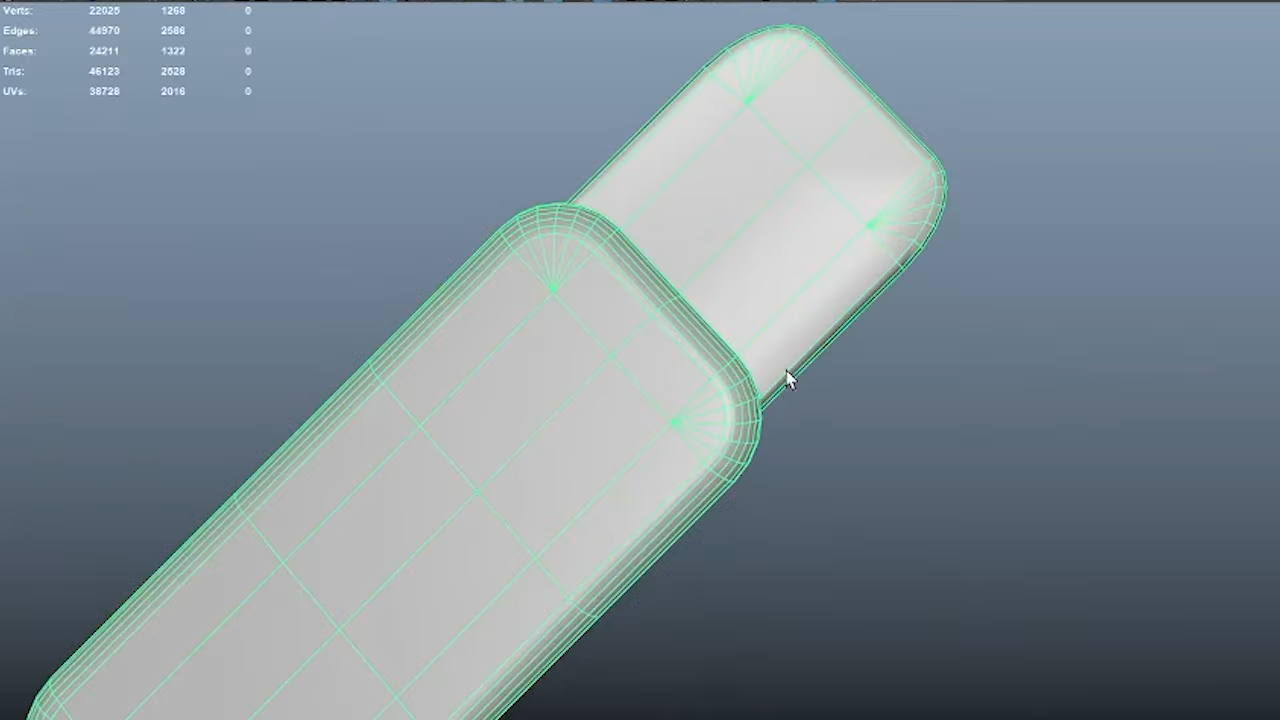 Verts: 22025 1268 0
Edges: 44970 2586 0
Faces: 24211 1322 0
Tris: 46123 2528 0
UVs: 38728 2016 0